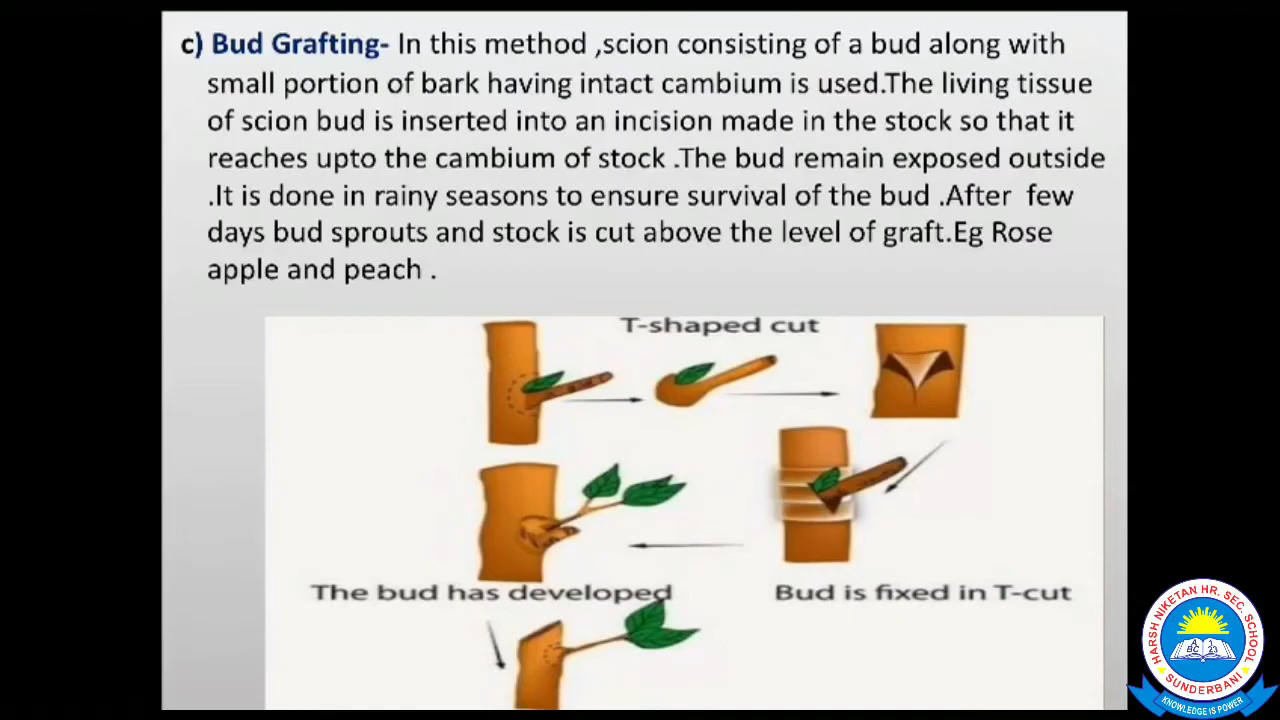 c) Bud Grafting- In this method ,scion consisting of a bud along with
small portion of bark having intact cambium is used.The living tissue
of scion bud is inserted into an incision made in the stock so that it
reaches upto the cambium of stock .The bud remain exposed outside
.It is done in rainy seasons to ensure survival of the bud .After few
days bud sprouts and stock is cut above the level of graft.Eg Rose
apple and peach .
T-shaped cut
The bud has developed
Bud is fixed in T-cut
HARSH NIKETAN HR. SEC. SCHOOL
SUNDERBANI
KNOWLEDGE IS POWER